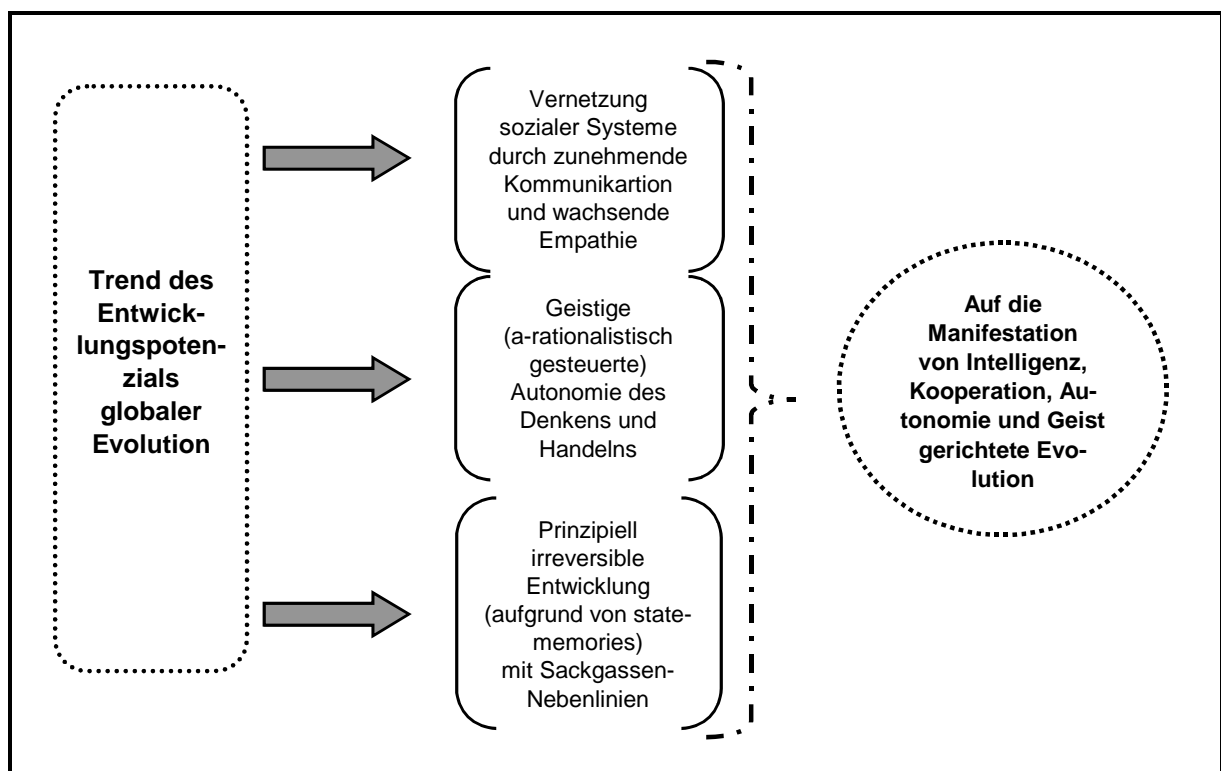 Trend des
Entwick-
lungspoten-
zials
globaler
Evolution
Vernetzung
sozialer Systeme
durch zunehmende
Kommunikartion
und wachsende
Empathie
Geistige
(a-rationalistisch
gesteuerte)
Autonomie des
Denkens und
Handelns
Prinzipiell
irreversible
Entwicklung
(aufgrund von state-
memories)
mit Sackgassen-
Nebenlinien
Auf die
Manifestation
von Intelligenz,
Kooperation, Au-
tonomie und Geist
gerichtete Evo-
lution